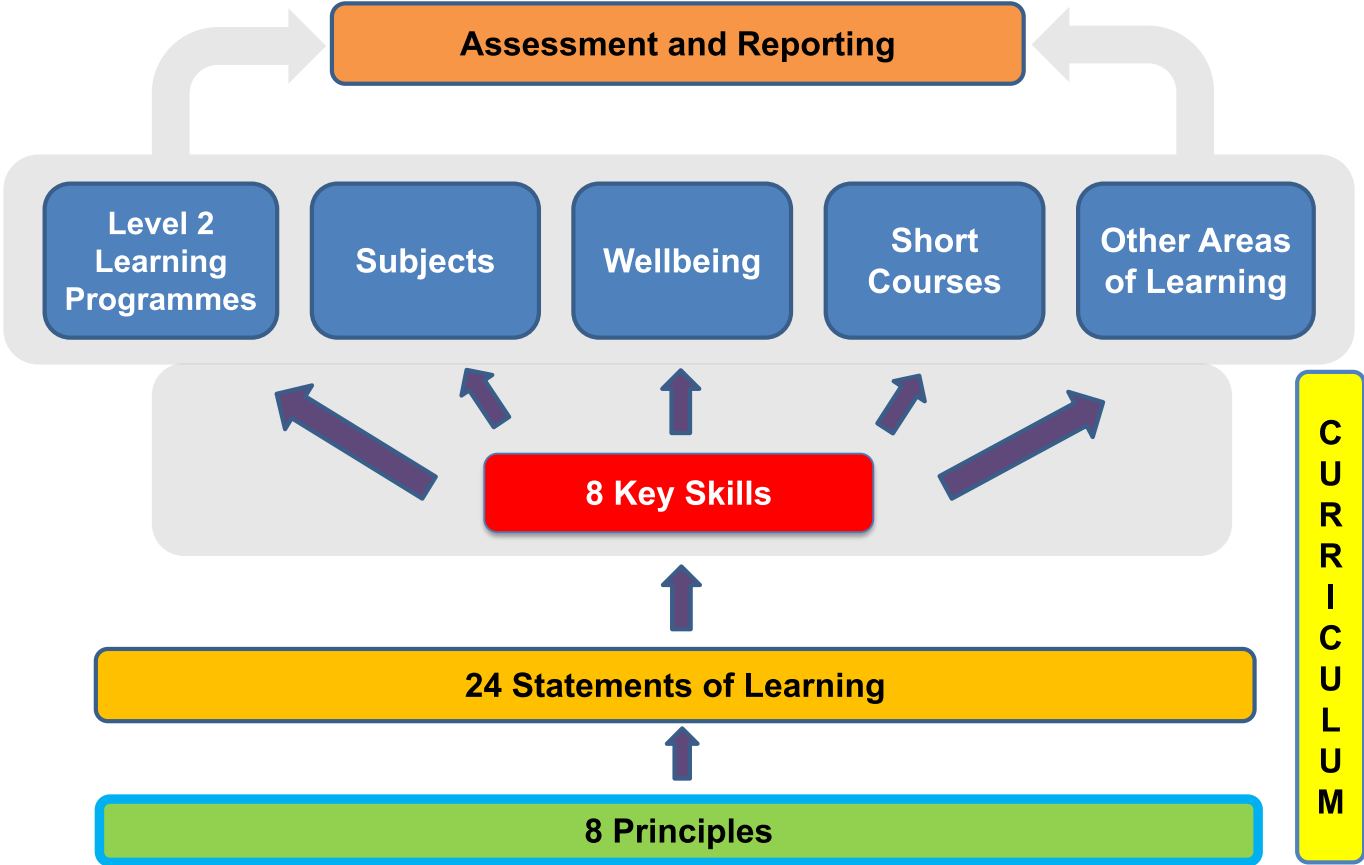 Assessment and Reporting
Level 2
Learning
Programmes
Subjects
Wellbeing
Short
Courses
Other Areas
of Learning
8 Key Skills
24 Statements of Learning
8 Principles
C
U
R
R
I
C
U
L
U
M